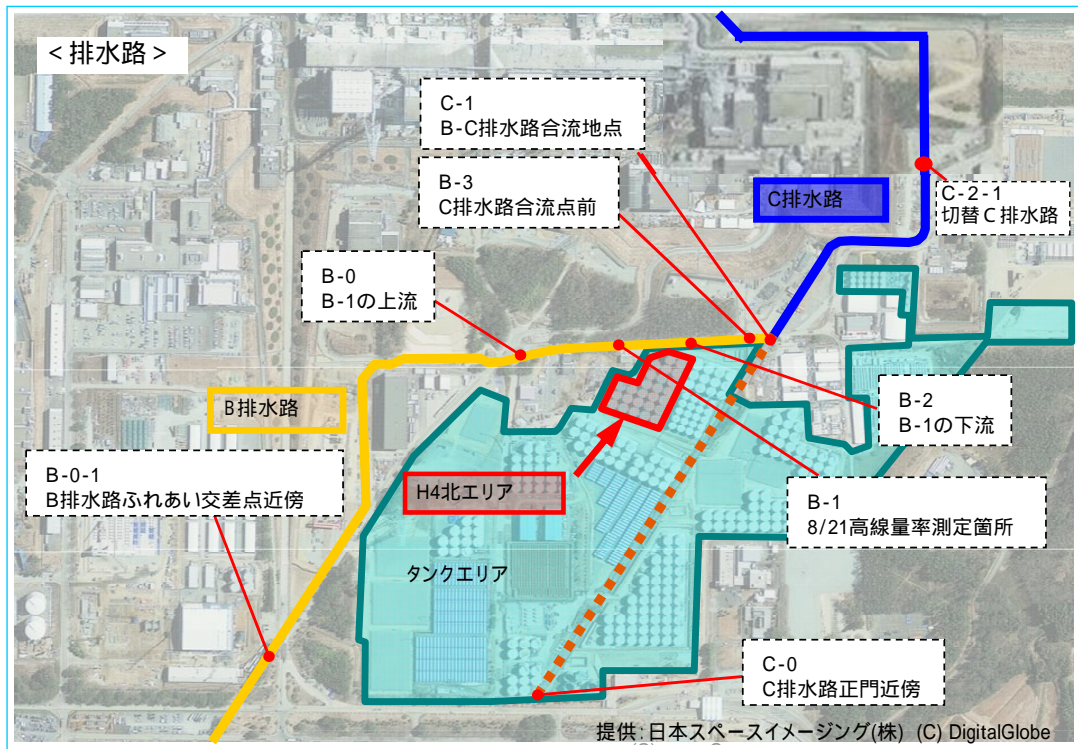 <排水路>
C-1
B-C排水路合流地点
B-3
C排水路合流点前
C排水路
C-2-1
切替C排水路
B-0
B-1の上流
B排水路
B-2
B-1の下流
B-0-1
B排水路ふれあい交差点近傍
H4北エリア
B-1
8/21高線量率測定箇所
タンクエリア
C-0
C排水路正門近傍
提供:日本スペースイメージング(株) (C) DigitalGlobe